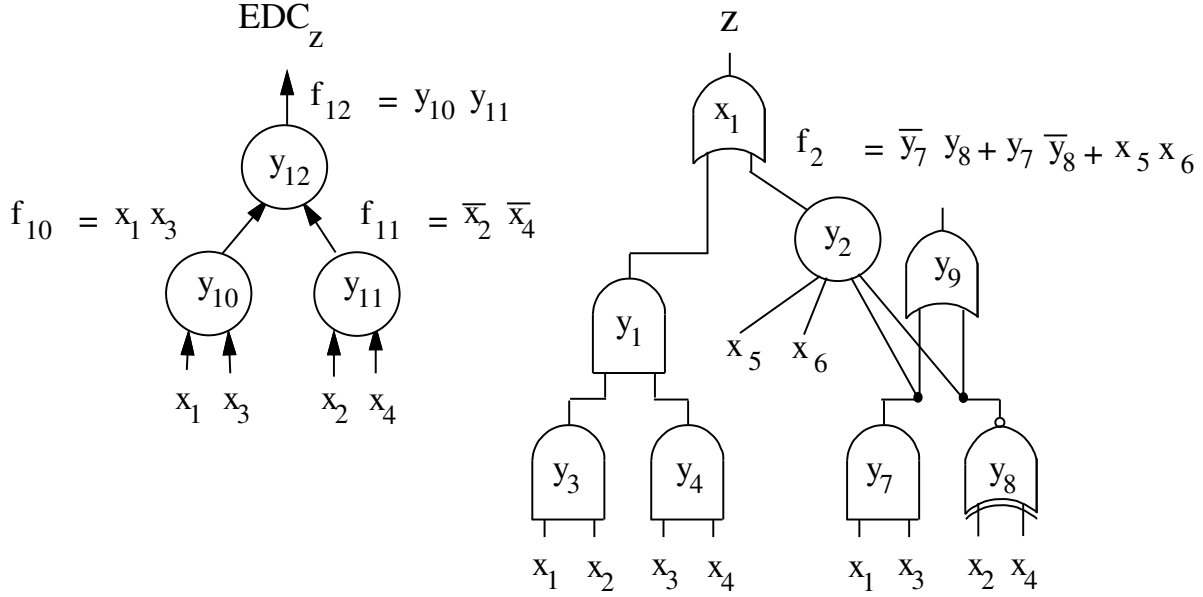 EDC_z
z
f_12 = y_10 y_11
x_1
f_2 = y̅_7 y_8 + y_7 y̅_8 + x_5 x_6
y_12
f_10 = x_1 x_3
f_11 = x̅_2 x̅_4
y_2
y_9
y_10
y_11
y_1
x_5
x_6
x_1
x_3
x_2
x_4
y_3
y_4
y_7
y_8
x_1
x_2
x_3
x_4
x_1
x_3
x_2
x_4